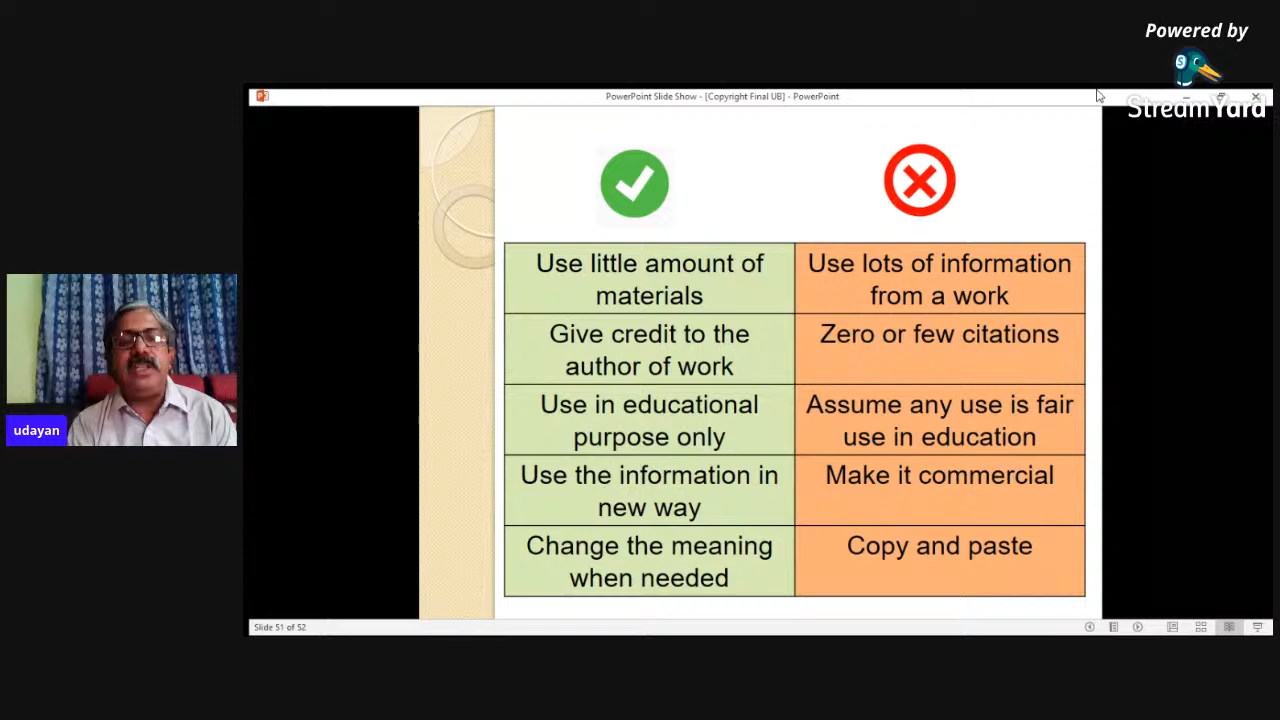 Powered by
StreamYard
PowerPoint Slide Show - [Copyright Final UB] - PowerPoint
Use little amount of
materials
Use lots of information
from a work
Give credit to the
author of work
Zero or few citations
Use in educational
purpose only
Assume any use is fair
use in education
Use the information in
new way
Make it commercial
Change the meaning
when needed
Copy and paste
udayan
Slide 51 of 52